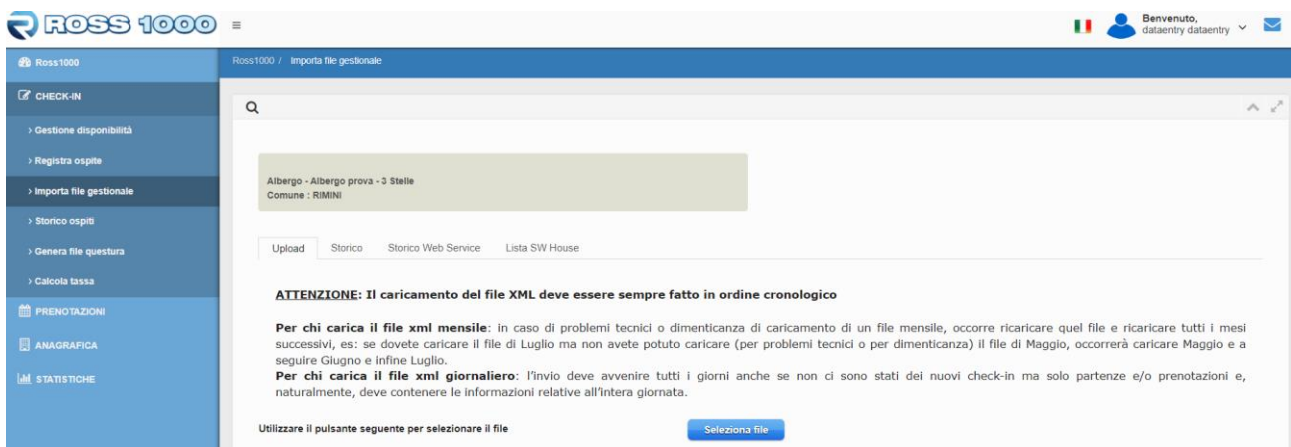 ROSS 1000
Benvenuto,
dataentry dataentry
Ross1000
Ross1000 / Importa file gestionale
CHECK-IN
> Gestione disponibilità
> Registra ospite
> Importa file gestionale
> Storico ospiti
> Genera file questura
> Calcola tassa
PRENOTAZIONI
ANAGRAFICA
STATISTICHE
Albergo - Albergo prova - 3 Stelle
Comune : RIMINI
Upload Storico Storico Web Service Lista SW House
ATTENZIONE: Il caricamento del file XML deve essere sempre fatto in ordine cronologico
Per chi carica il file xml mensile: in caso di problemi tecnici o dimenticanza di caricamento di un file mensile, occorre ricaricare quel file e ricaricare tutti i mesi
successivi, es: se dovete caricare il file di Luglio ma non avete potuto caricare (per problemi tecnici o per dimenticanza) il file di Maggio, occorrerà caricare Maggio e a
seguire Giugno e infine Luglio.
Per chi carica il file xml giornaliero: l'invio deve avvenire tutti i giorni anche se non ci sono stati dei nuovi check-in ma solo partenze e/o prenotazioni e,
naturalmente, deve contenere le informazioni relative all'intera giornata.
Utilizzare il pulsante seguente per selezionare il file
Seleziona file